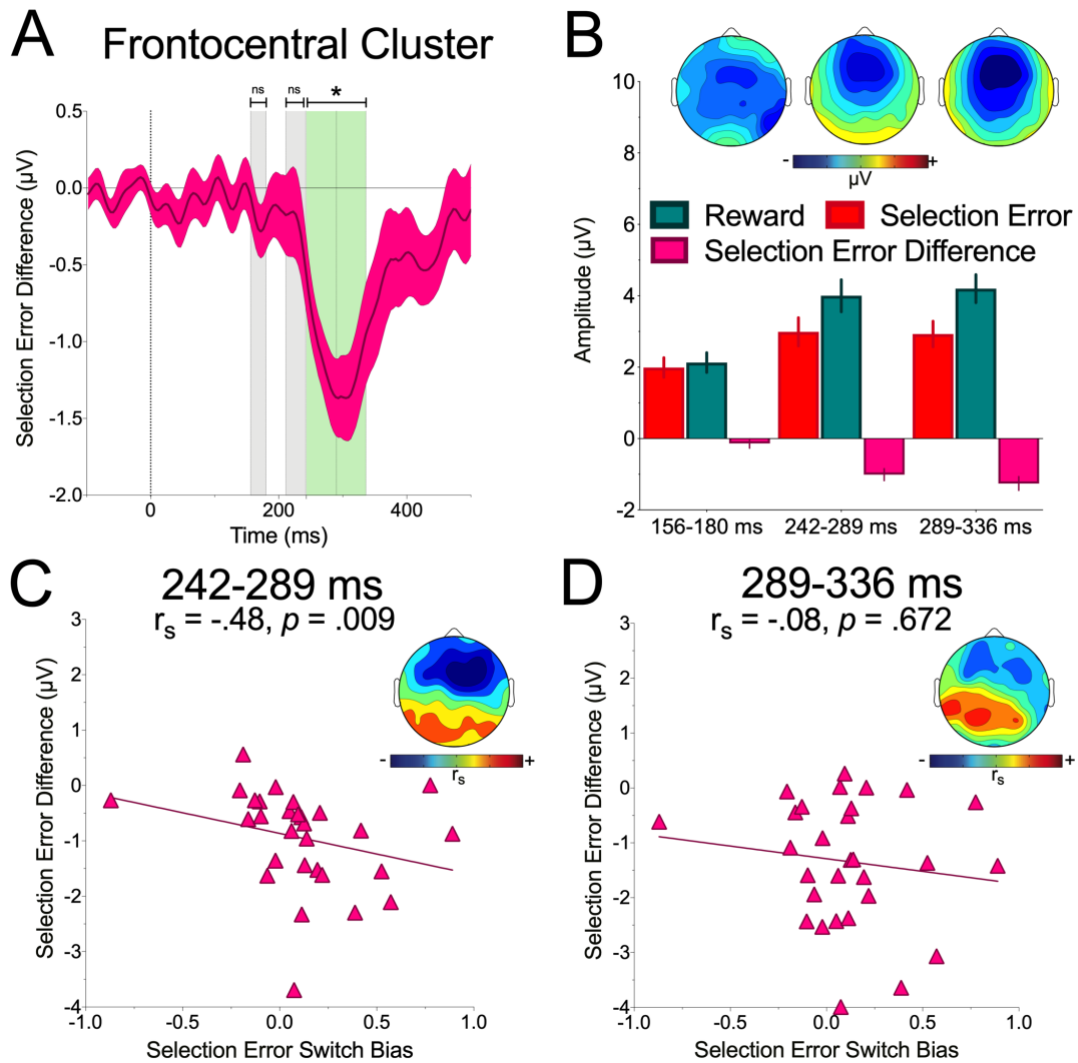 A
Frontocentral Cluster
ns
ns
*
0.5
0.0
-0.5
-1.0
-1.5
-2.0
Selection Error Difference (µV)
0
200
400
Time (ms)
B
-
+
µV
Reward
Selection Error
Selection Error Difference
10
8
6
4
2
0
-2
Amplitude (µV)
156-180 ms
242-289 ms
289-336 ms
C
242-289 ms
rs = -.48, p = .009
-
+
rs
3
2
1
0
-1
-2
-3
-4
Selection Error Difference (µV)
-1.0
-0.5
0.0
0.5
1.0
Selection Error Switch Bias
D
289-336 ms
rs = -.08, p = .672
-
+
rs
3
2
1
0
-1
-2
-3
-4
Selection Error Difference (µV)
-1.0
-0.5
0.0
0.5
1.0
Selection Error Switch Bias